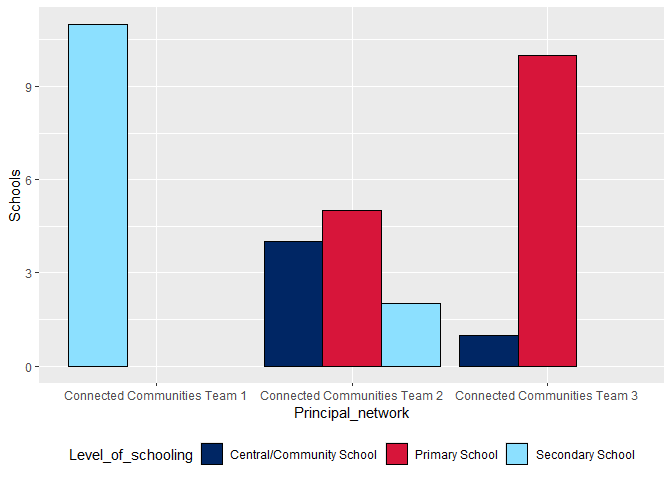 Schools
9
6
3
0
Connected Communities Team 1 Connected Communities Team 2 Connected Communities Team 3
Principal_network
Level_of_schooling Central/Community School Primary School Secondary School